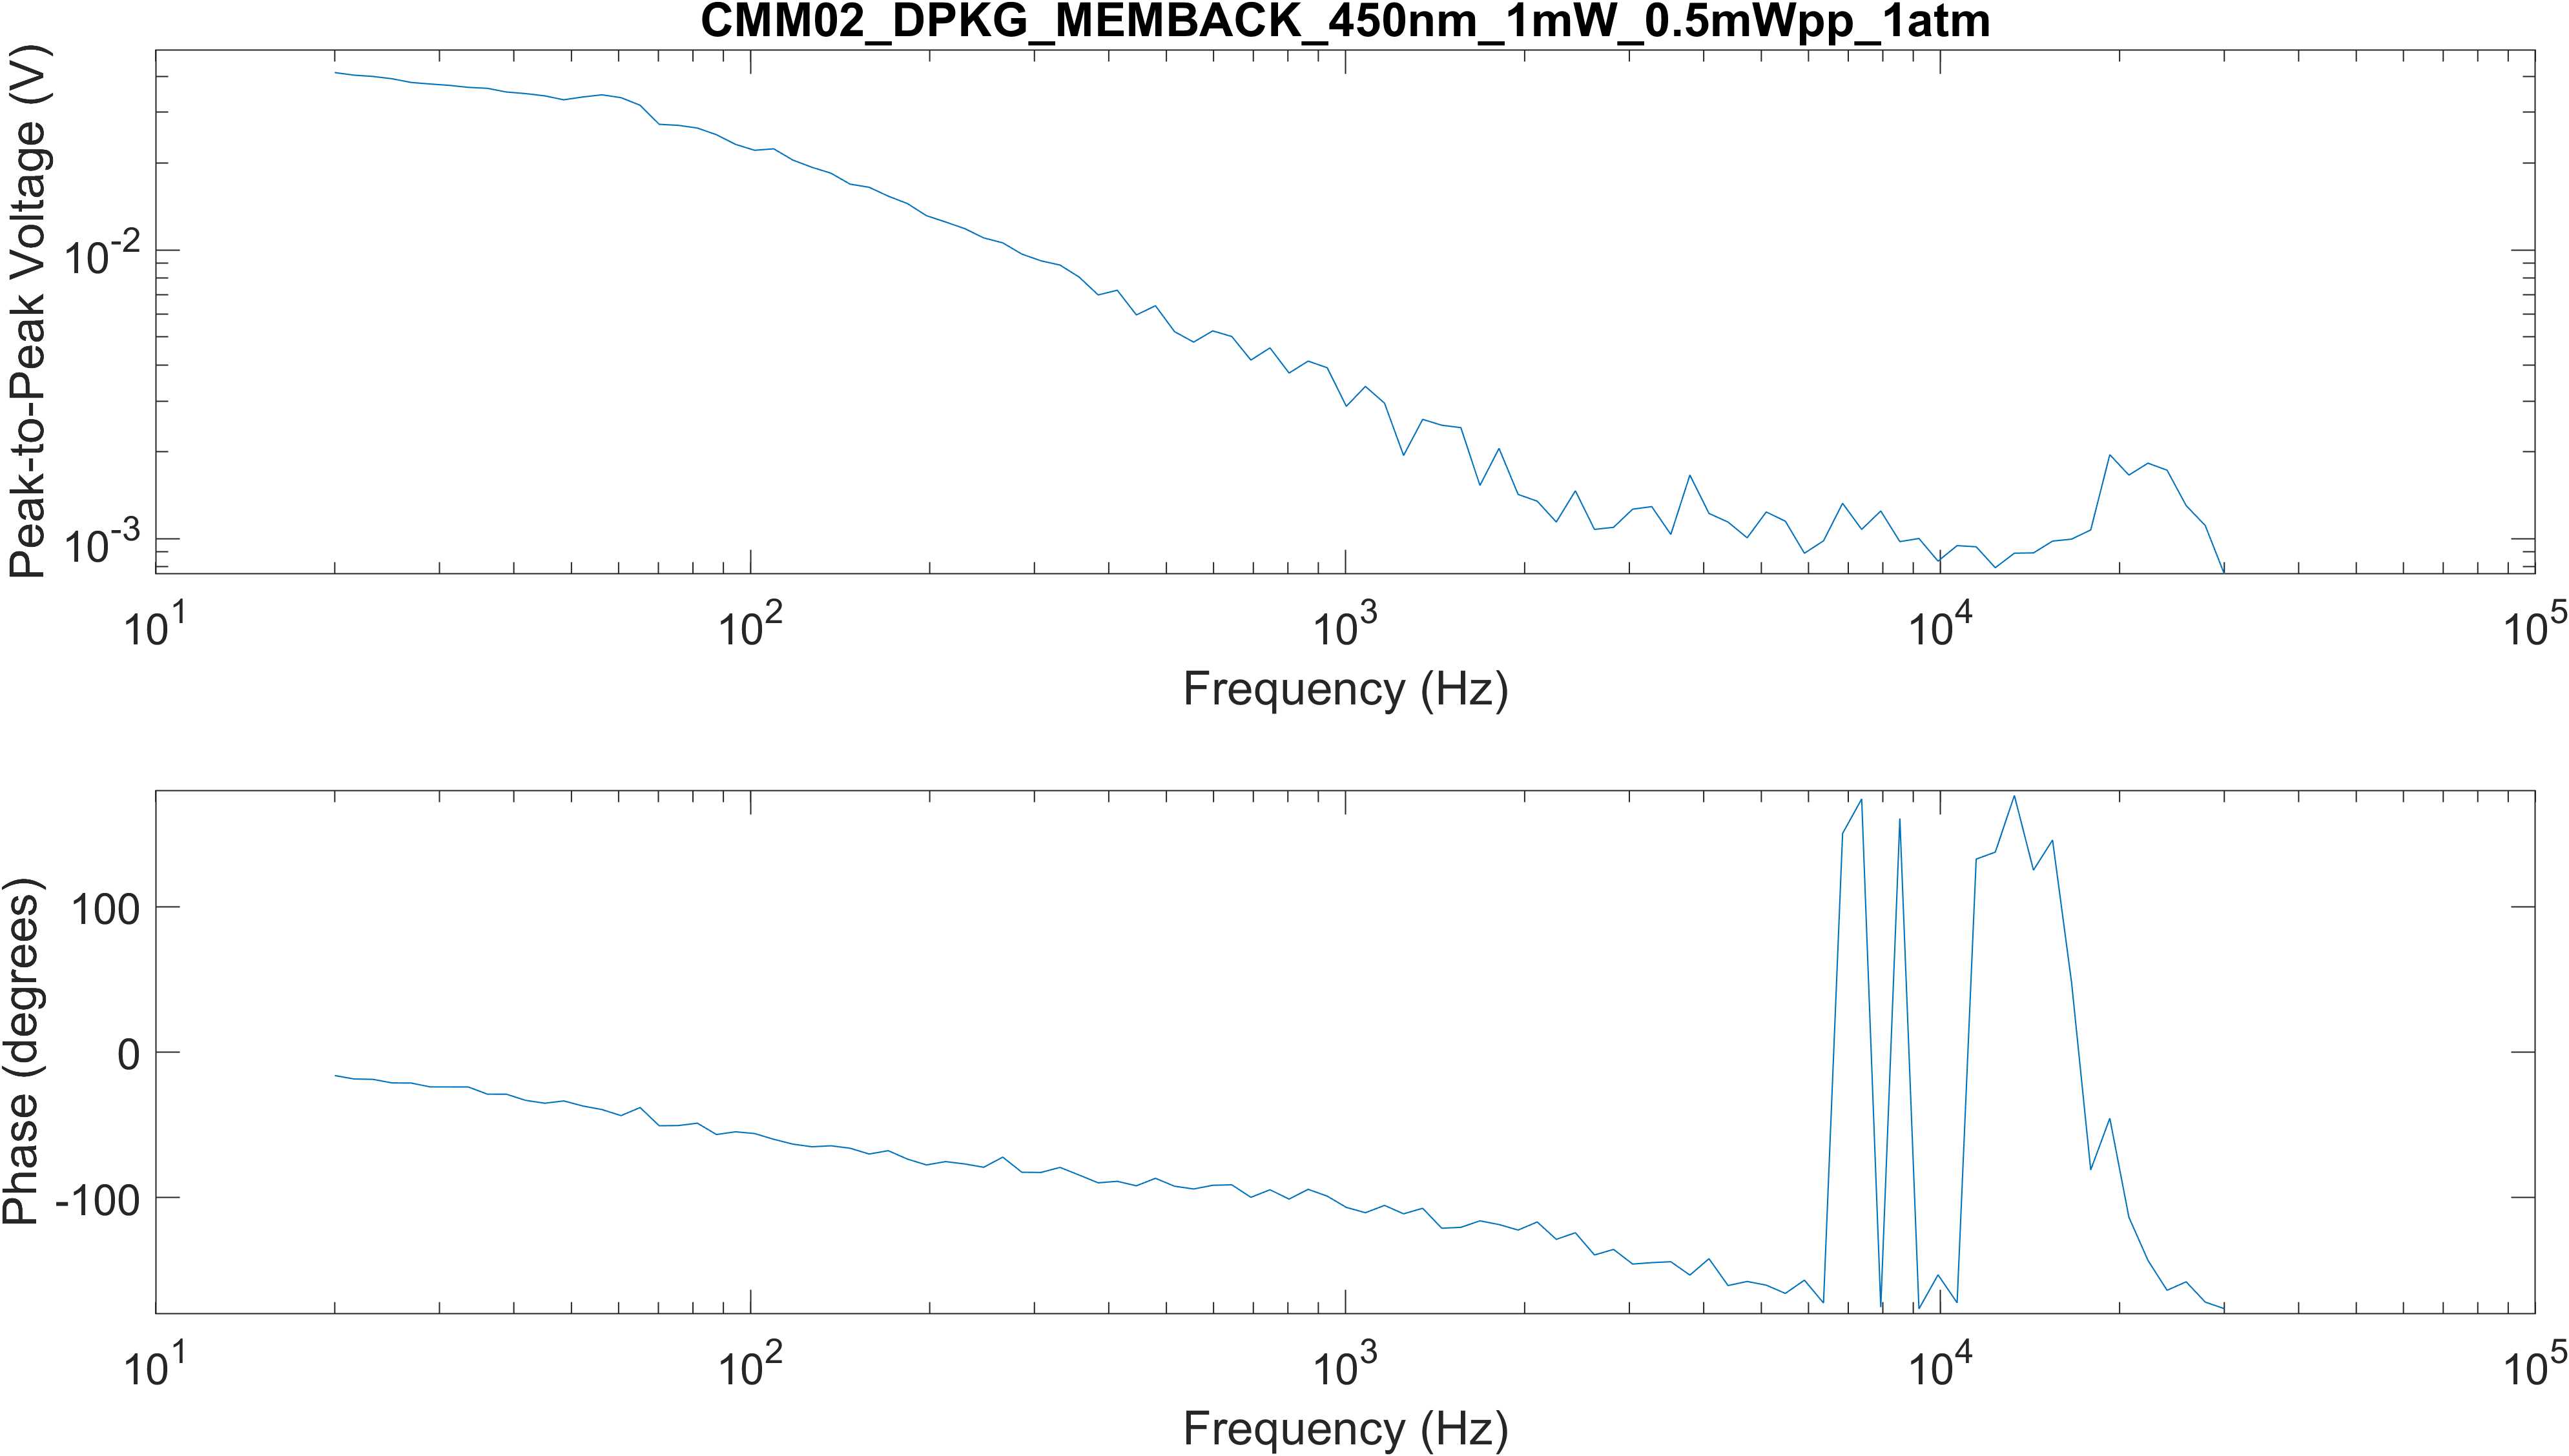 CMM02_DPKG_MEMBACK_450nm_1mW_0.5mWpp_1atm
Peak-to-Peak Voltage (V)
10^-2
10^-3
10^1 10^2 10^3 10^4 10^5
Frequency (Hz)
Phase (degrees)
100
0
-100
10^1 10^2 10^3 10^4 10^5
Frequency (Hz)